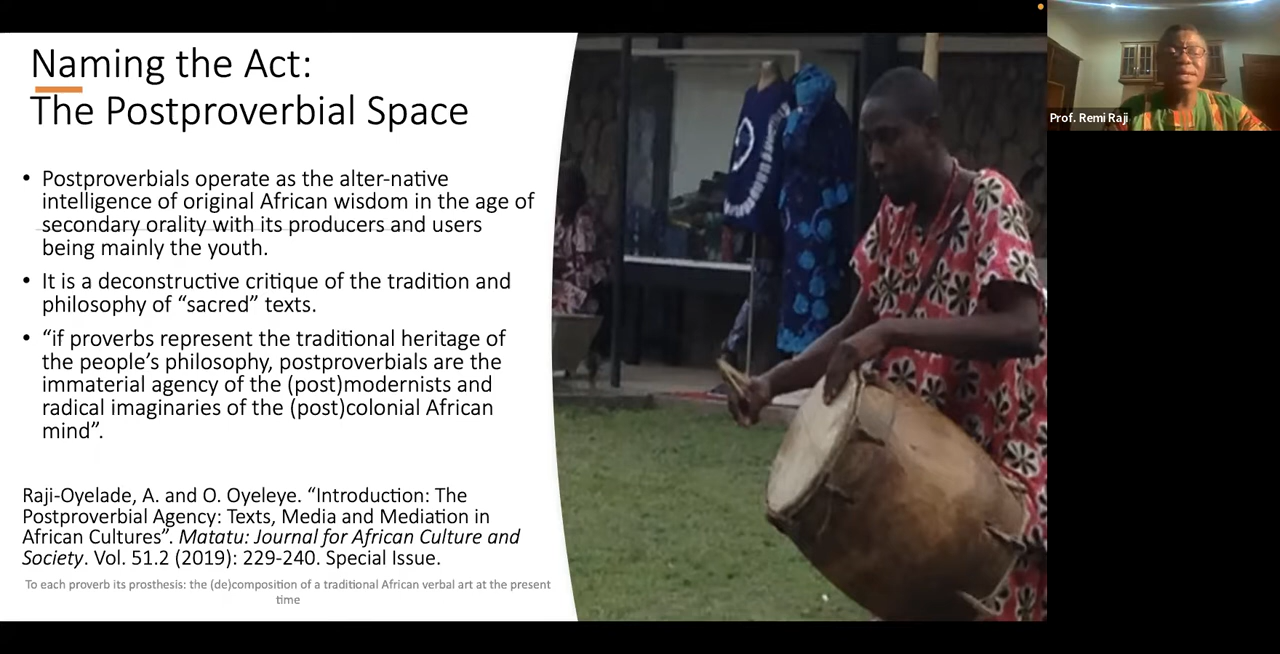 Naming the Act:
The Postproverbial Space
• Postproverbials operate as the alter-native
intelligence of original African wisdom in the age of
secondary orality with its producers and users
being mainly the youth.
• It is a deconstructive critique of the tradition and
philosophy of “sacred” texts.
• “if proverbs represent the traditional heritage of
the people’s philosophy, postproverbials are the
immaterial agency of the (post)modernists and
radical imaginaries of the (post)colonial African
mind”.
Raji-Oyelade, A. and O. Oyeleye. “Introduction: The
Postproverbial Agency: Texts, Media and Mediation in
African Cultures”. Matatu: Journal for African Culture and
Society. Vol. 51.2 (2019): 229-240. Special Issue.
To each proverb its prosthesis: the (de)composition of a traditional African verbal art at the present
time
Prof. Remi Raji